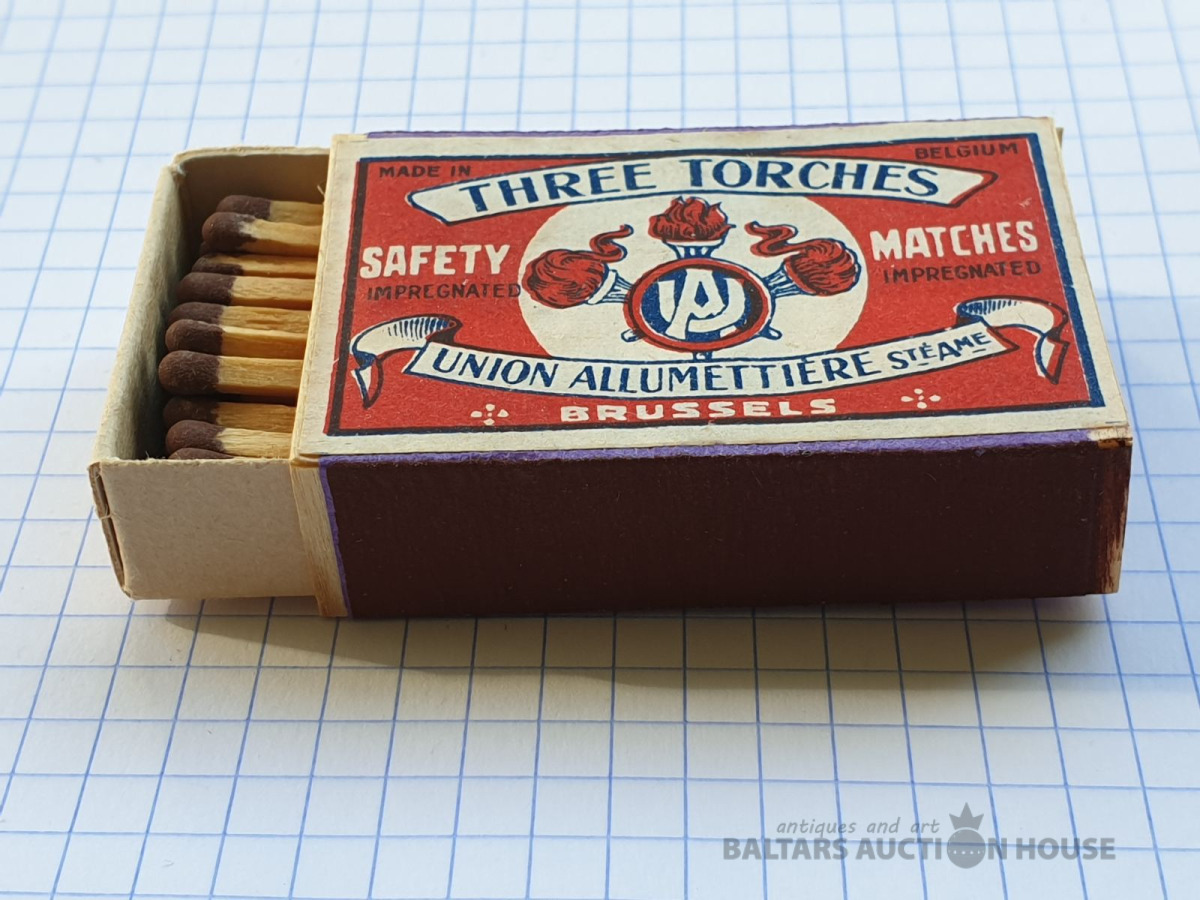 MADE IN BELGIUM
THREE TORCHES
SAFETY MATCHES
IMPREGNATED IMPREGNATED
UA
UNION ALLUMETTIÈRE STÉAME
BRUSSELS
antiques and art
BALTARS AUCTION HOUSE